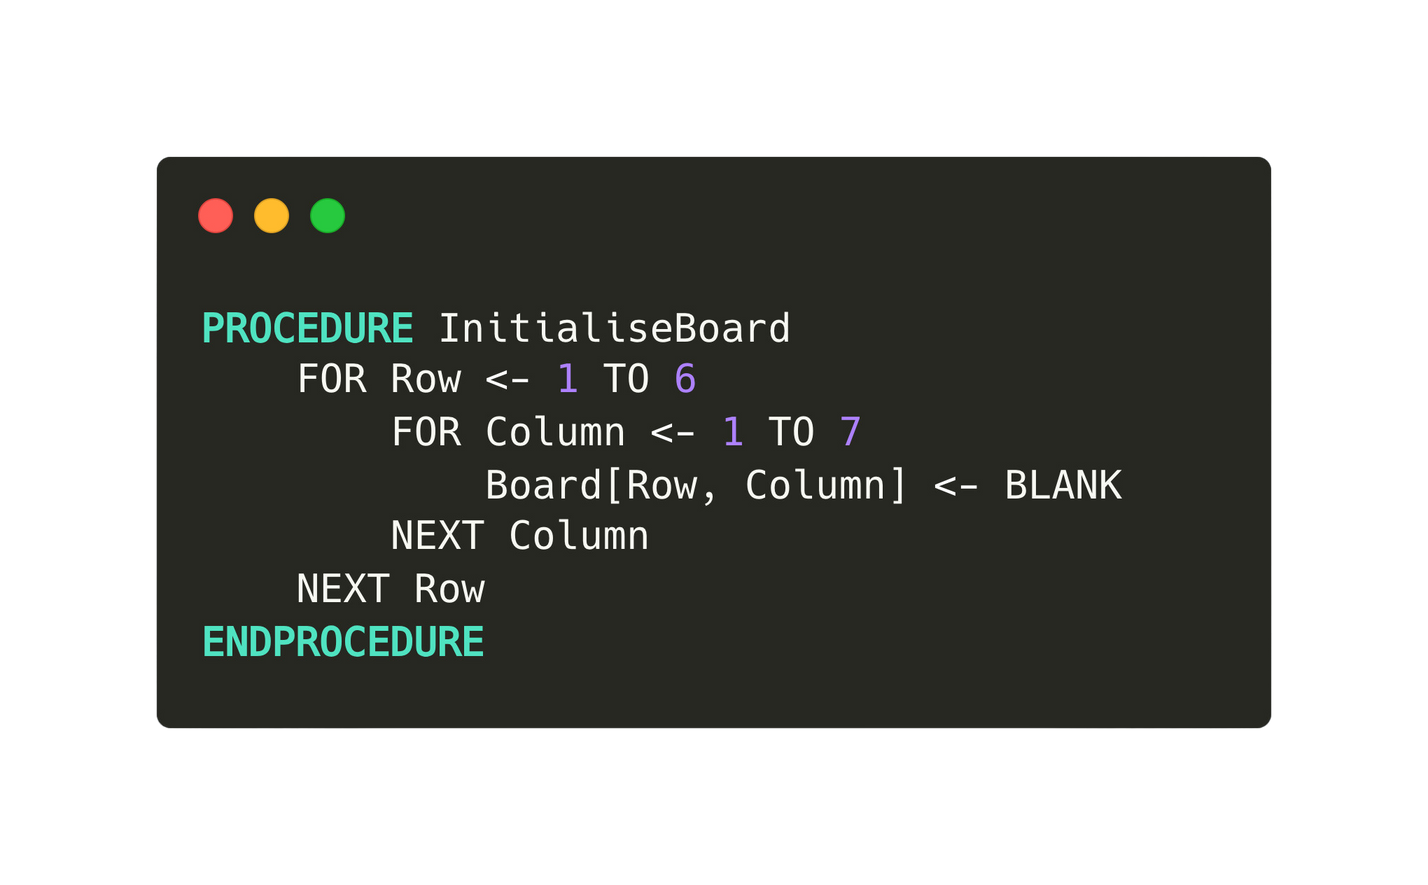 PROCEDURE InitialiseBoard
    FOR Row <- 1 TO 6
        FOR Column <- 1 TO 7
            Board[Row, Column] <- BLANK
        NEXT Column
    NEXT Row
ENDPROCEDURE